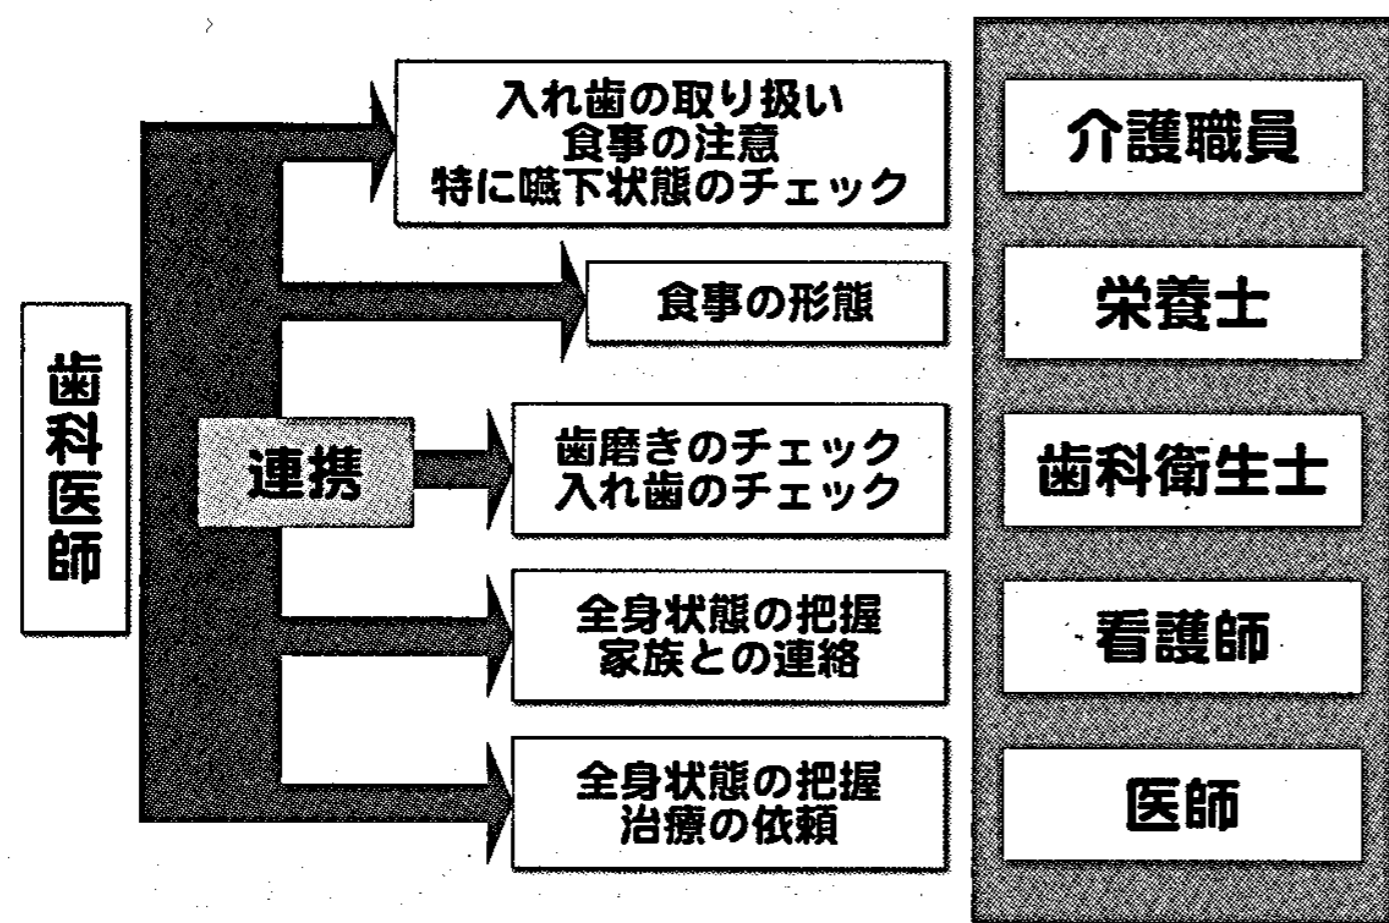 入れ歯の取り扱い
食事の注意
特に嚥下状態のチェック
介護職員
食事の形態
栄養士
歯科医師
連携
歯磨きのチェック
入れ歯のチェック
歯科衛生士
全身状態の把握
家族との連絡
看護師
全身状態の把握
治療の依頼
医師